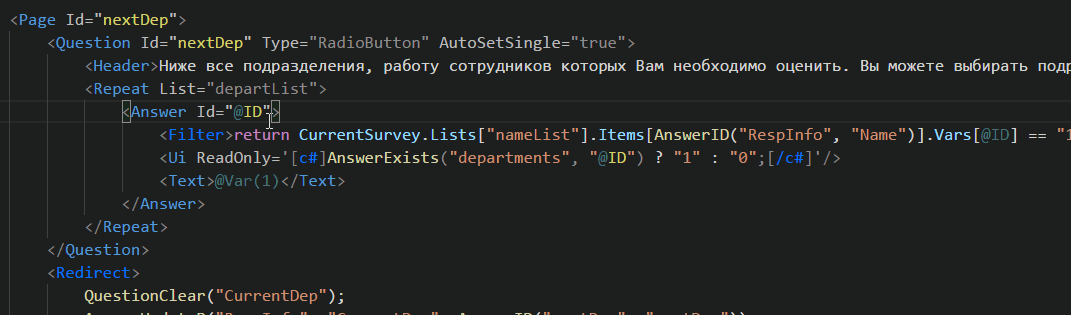 <Page Id="nextDep">
<Question Id="nextDep" Type="RadioButton" AutoSetSingle="true">
<Header>Ниже все подразделения, работу сотрудников которых Вам необходимо оценить. Вы можете выбирать
<Repeat List="departList">
<Answer Id="@ID">
<Filter>return CurrentSurvey.Lists["nameList"].Items[AnswerID("RespInfo", "Name")].Vars[@ID] == "1
<Ui ReadOnly='[c#]AnswerExists("departments", "@ID") ? "1" : "0";[/c#]'/>
<Text>@Var(1)</Text>
</Answer>
</Repeat>
</Question>
<Redirect>
QuestionClear("CurrentDep");